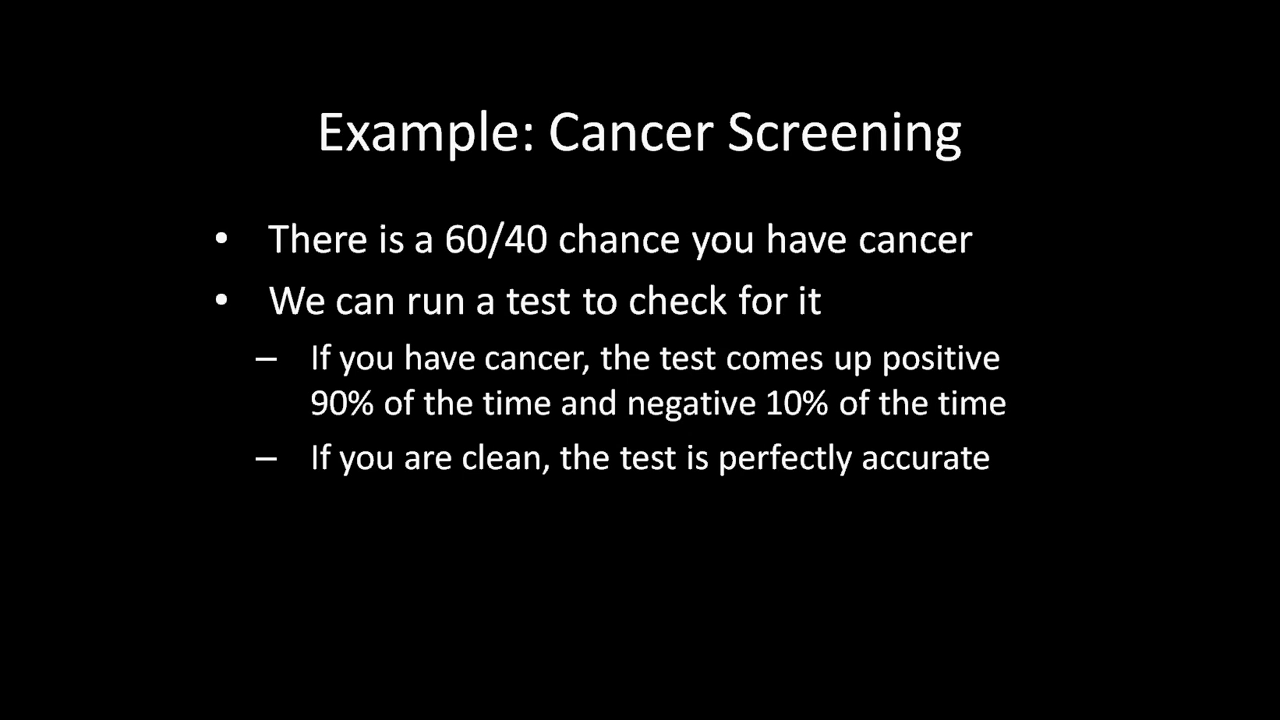 Example: Cancer Screening
• There is a 60/40 chance you have cancer
• We can run a test to check for it
– If you have cancer, the test comes up positive
90% of the time and negative 10% of the time
– If you are clean, the test is perfectly accurate